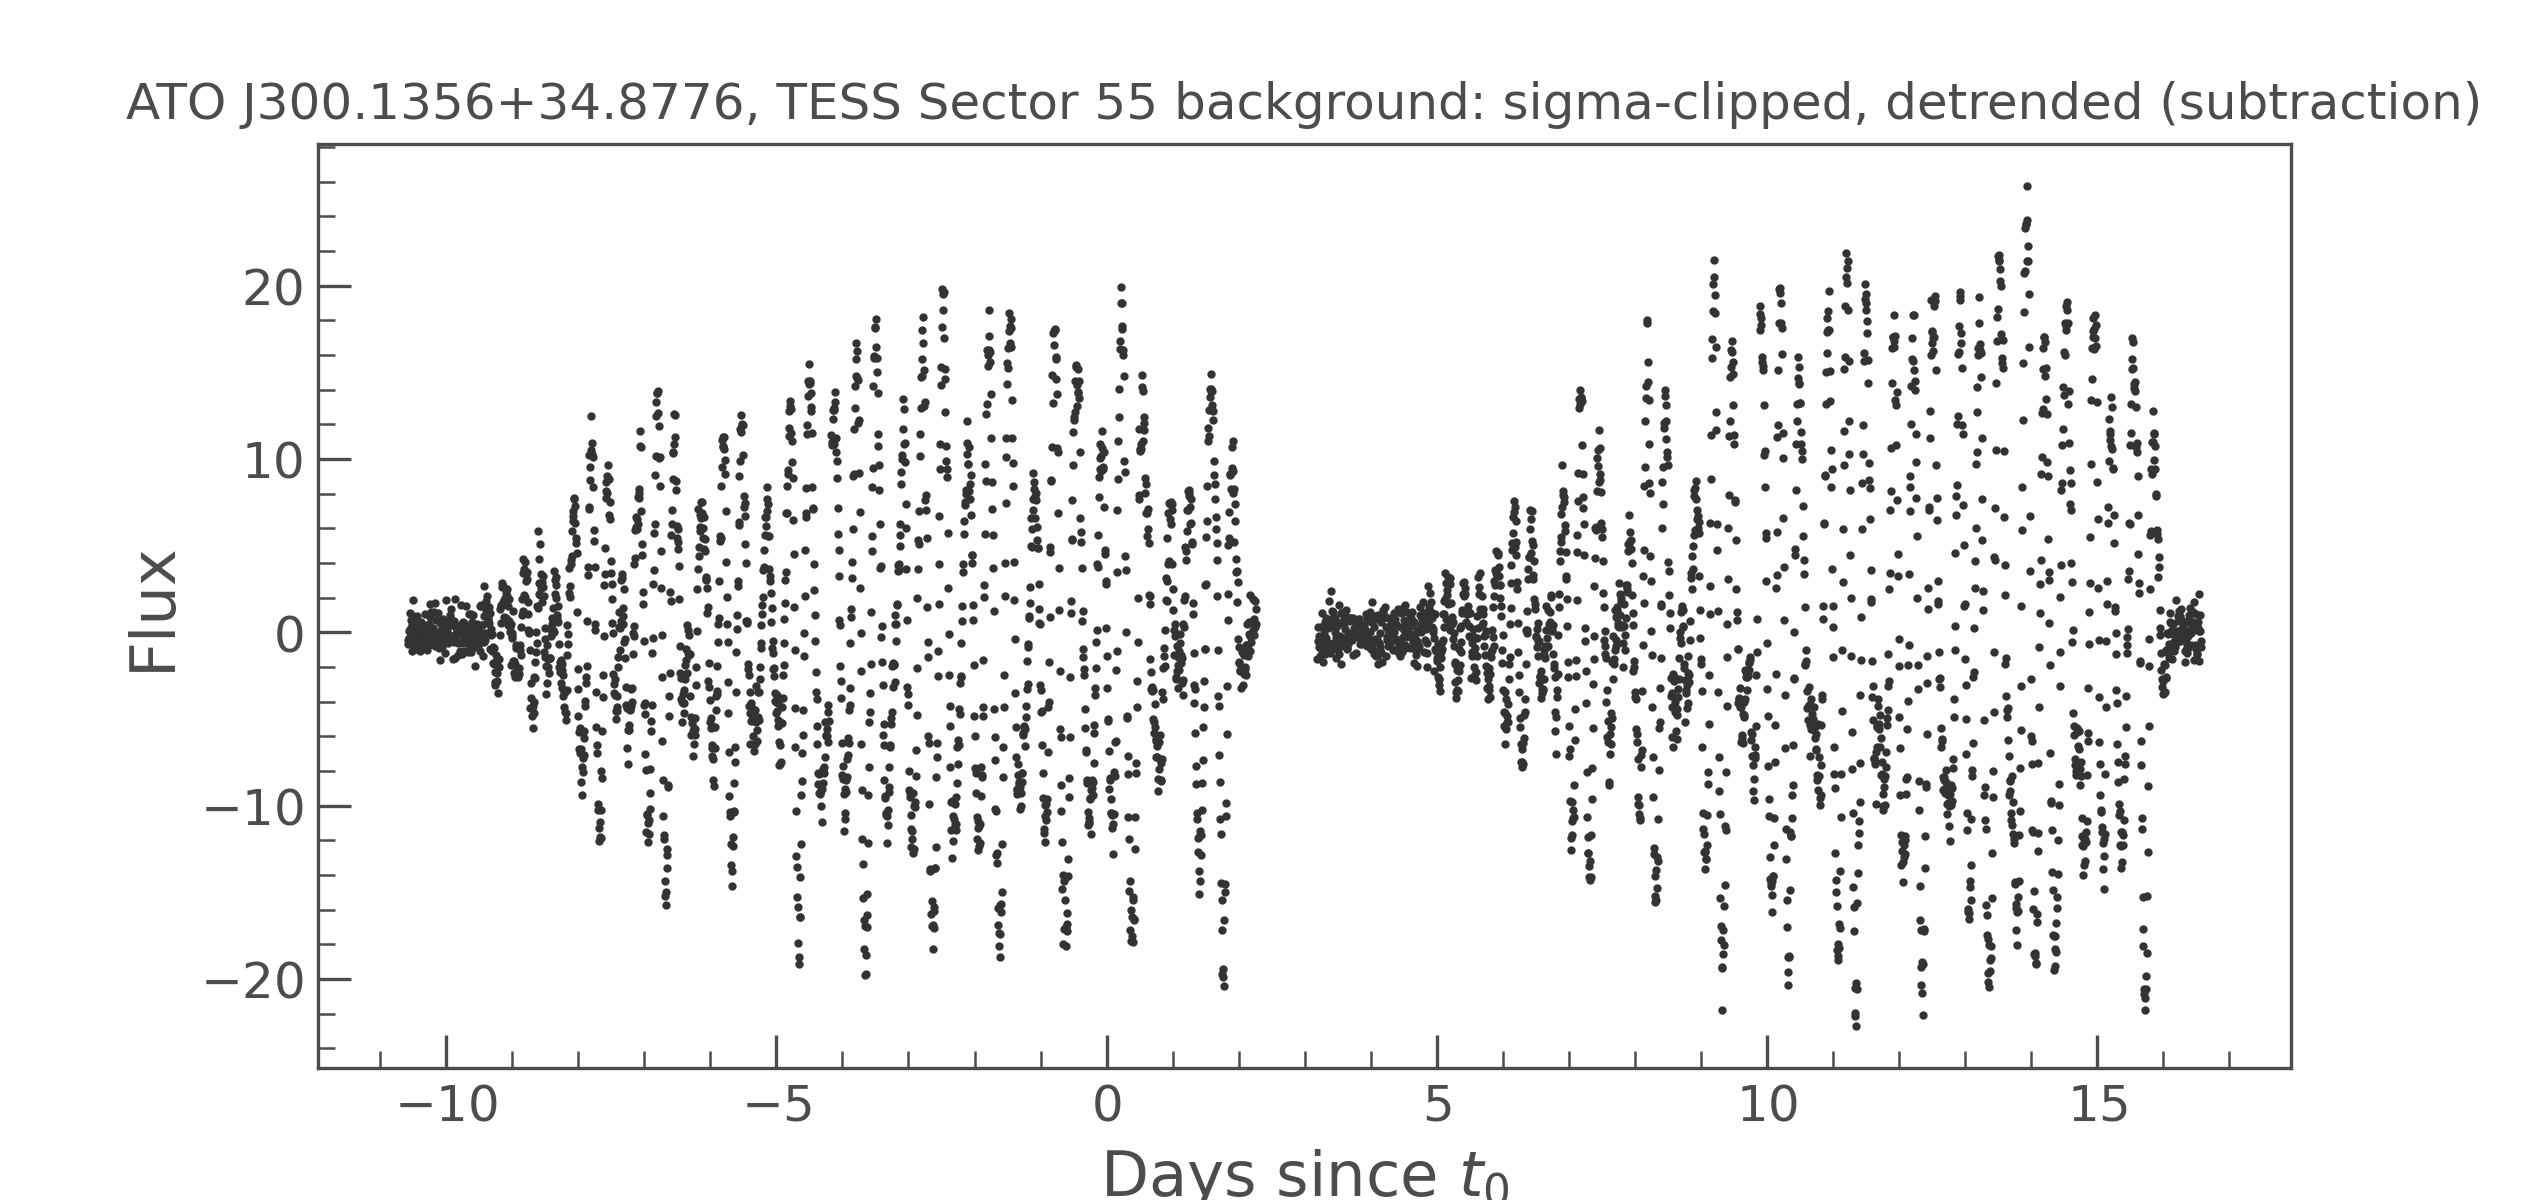 ATO J300.1356+34.8776, TESS Sector 55 background: sigma-clipped, detrended (subtraction)
Flux
20
10
0
−10
−20
−10 −5 0 5 10 15
Days since t₀